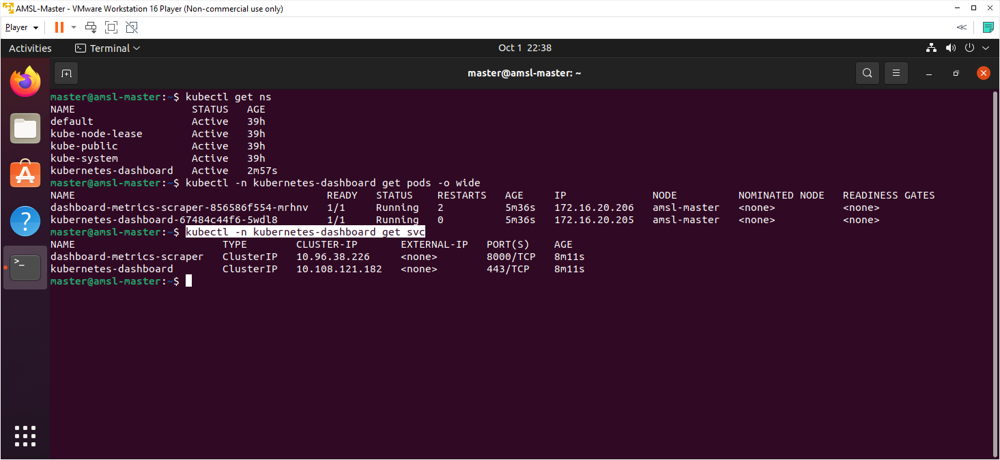 AMSL-Master - VMware Workstation 16 Player (Non-commercial use only)
Player
Activities Terminal Oct 1 22:38
master@amsl-master: ~
master@amsl-master:~$ kubectl get ns
NAME STATUS AGE
default Active 39h
kube-node-lease Active 39h
kube-public Active 39h
kube-system Active 39h
kubernetes-dashboard Active 2m57s
master@amsl-master:~$ kubectl -n kubernetes-dashboard get pods -o wide
NAME READY STATUS RESTARTS AGE IP NODE NOMINATED NODE READINESS GATES
dashboard-metrics-scraper-856586f554-mrhnv 1/1 Running 2 5m36s 172.16.20.206 amsl-master <none> <none>
kubernetes-dashboard-67484c44f6-5wdl8 1/1 Running 0 5m36s 172.16.20.205 amsl-master <none> <none>
master@amsl-master:~$ kubectl -n kubernetes-dashboard get svc
NAME TYPE CLUSTER-IP EXTERNAL-IP PORT(S) AGE
dashboard-metrics-scraper ClusterIP 10.96.38.226 <none> 8000/TCP 8m11s
kubernetes-dashboard ClusterIP 10.108.121.182 <none> 443/TCP 8m11s
master@amsl-master:~$